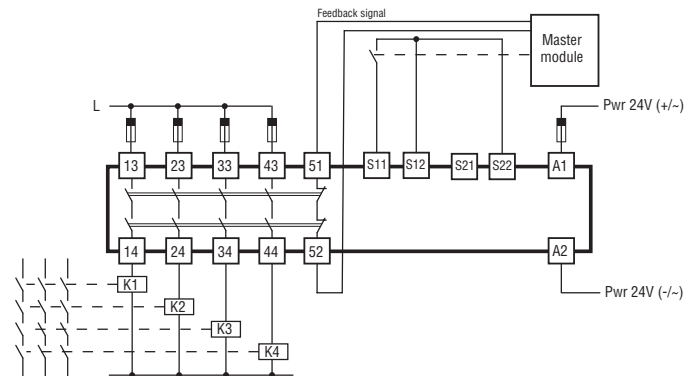 Feedback signal
Master
module
L
Pwr 24V (+/~)
13 23 33 43 51 S11 S12 S21 S22 A1
14 24 34 44 52 A2
K1
Pwr 24V (-/~)
K2
K3
K4